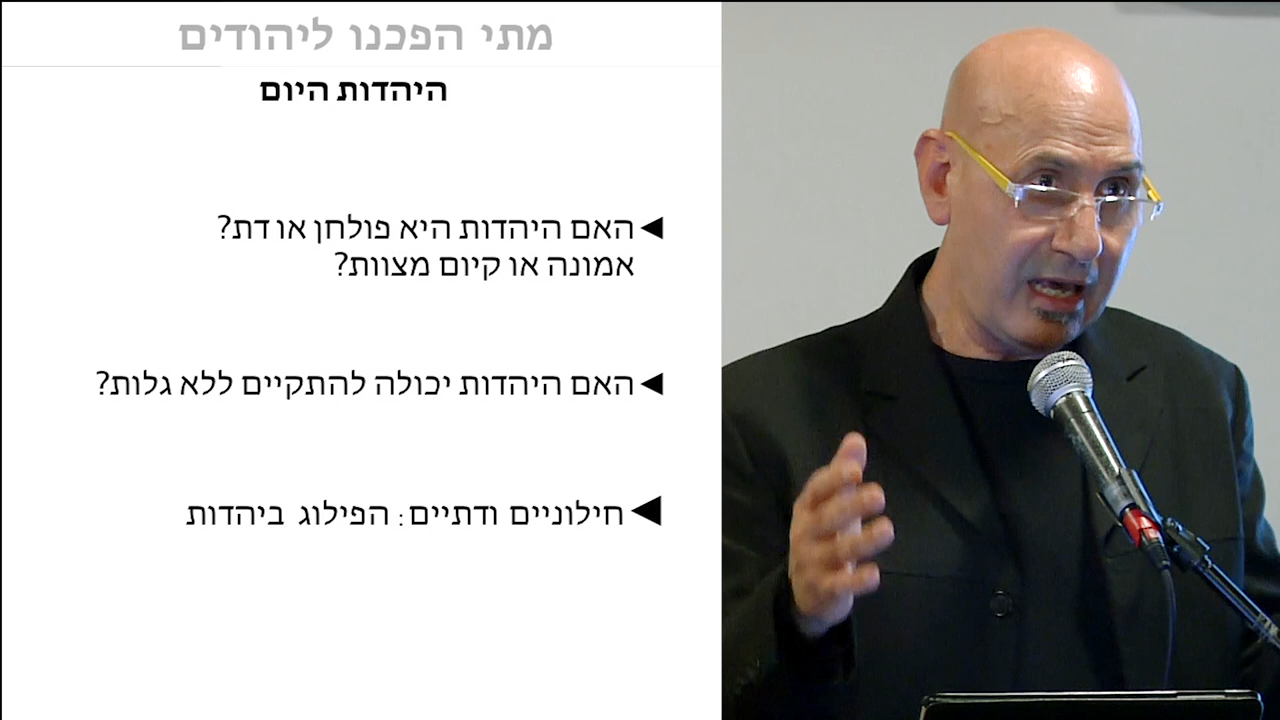 מתי הפכנו ליהודים
היהדות היום
האם היהדות היא פולחן או דת?
אמונה או קיום מצוות?
האם היהדות יכולה להתקיים ללא גלות?
חילוניים ודתיים: הפילוג ביהדות